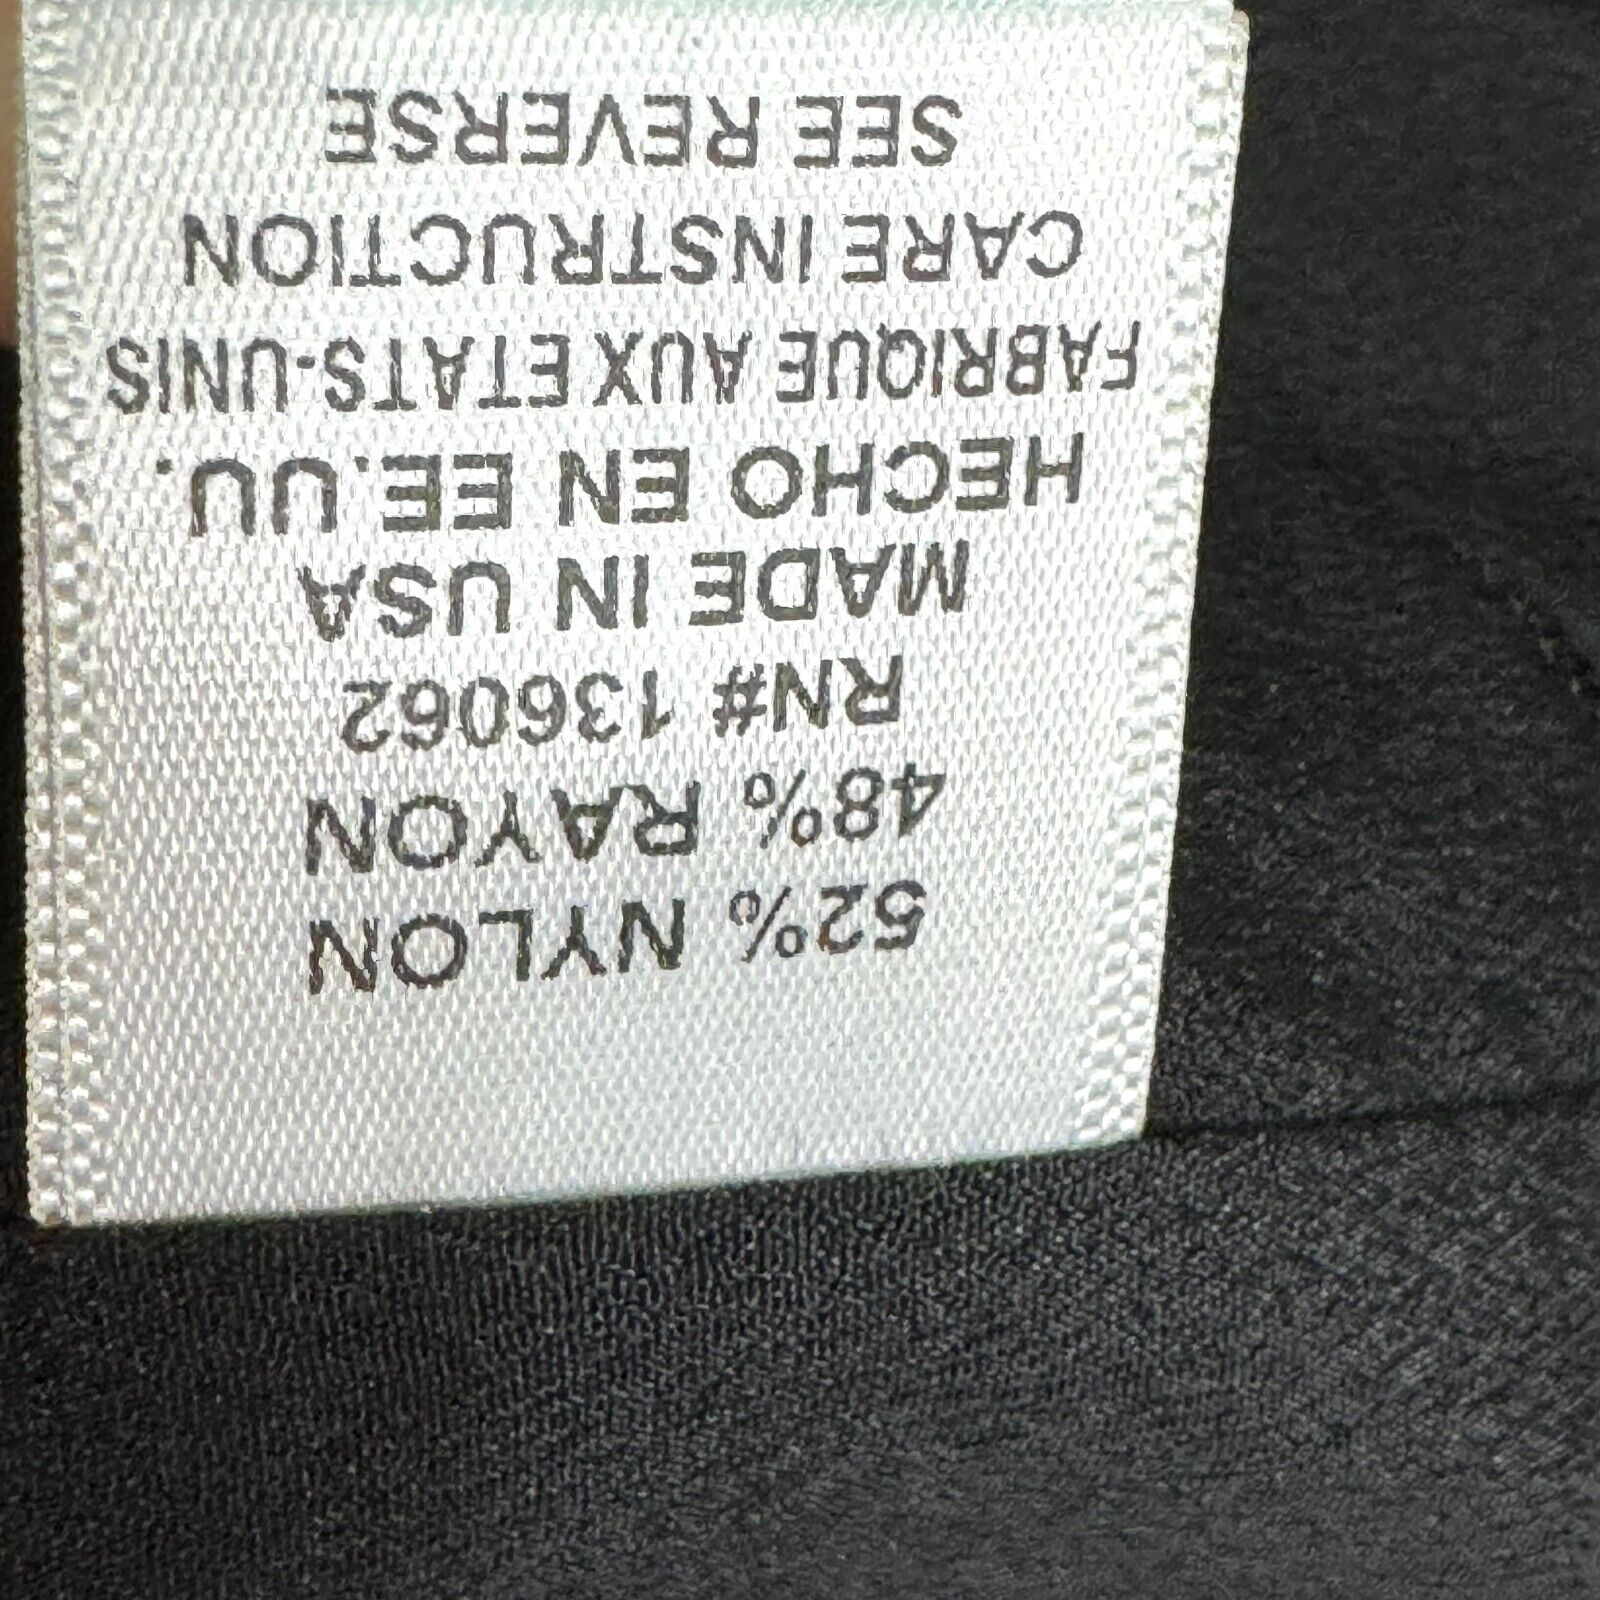 52% NYLON
48% RAYON
RN# 136062
MADE IN USA
HECHO EN EE.UU.
FABRIQUE AUX ETATS-UNIS
CARE INSTRUCTION
SEE REVERSE